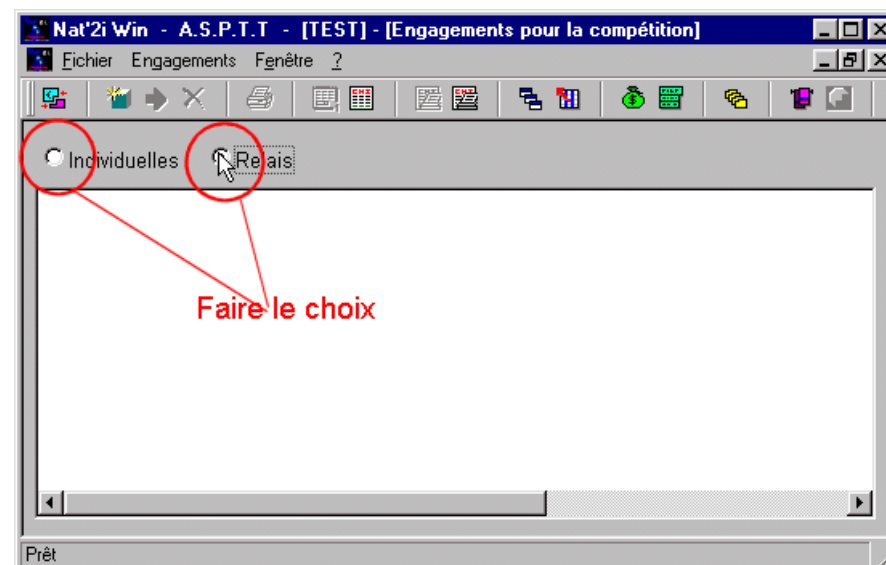 Nat'2i Win - A.S.P.T.T - [TEST] - [Engagements pour la compétition]
Fichier Engagements Fenêtre ?
Individuelles Relais
Faire le choix
Prêt